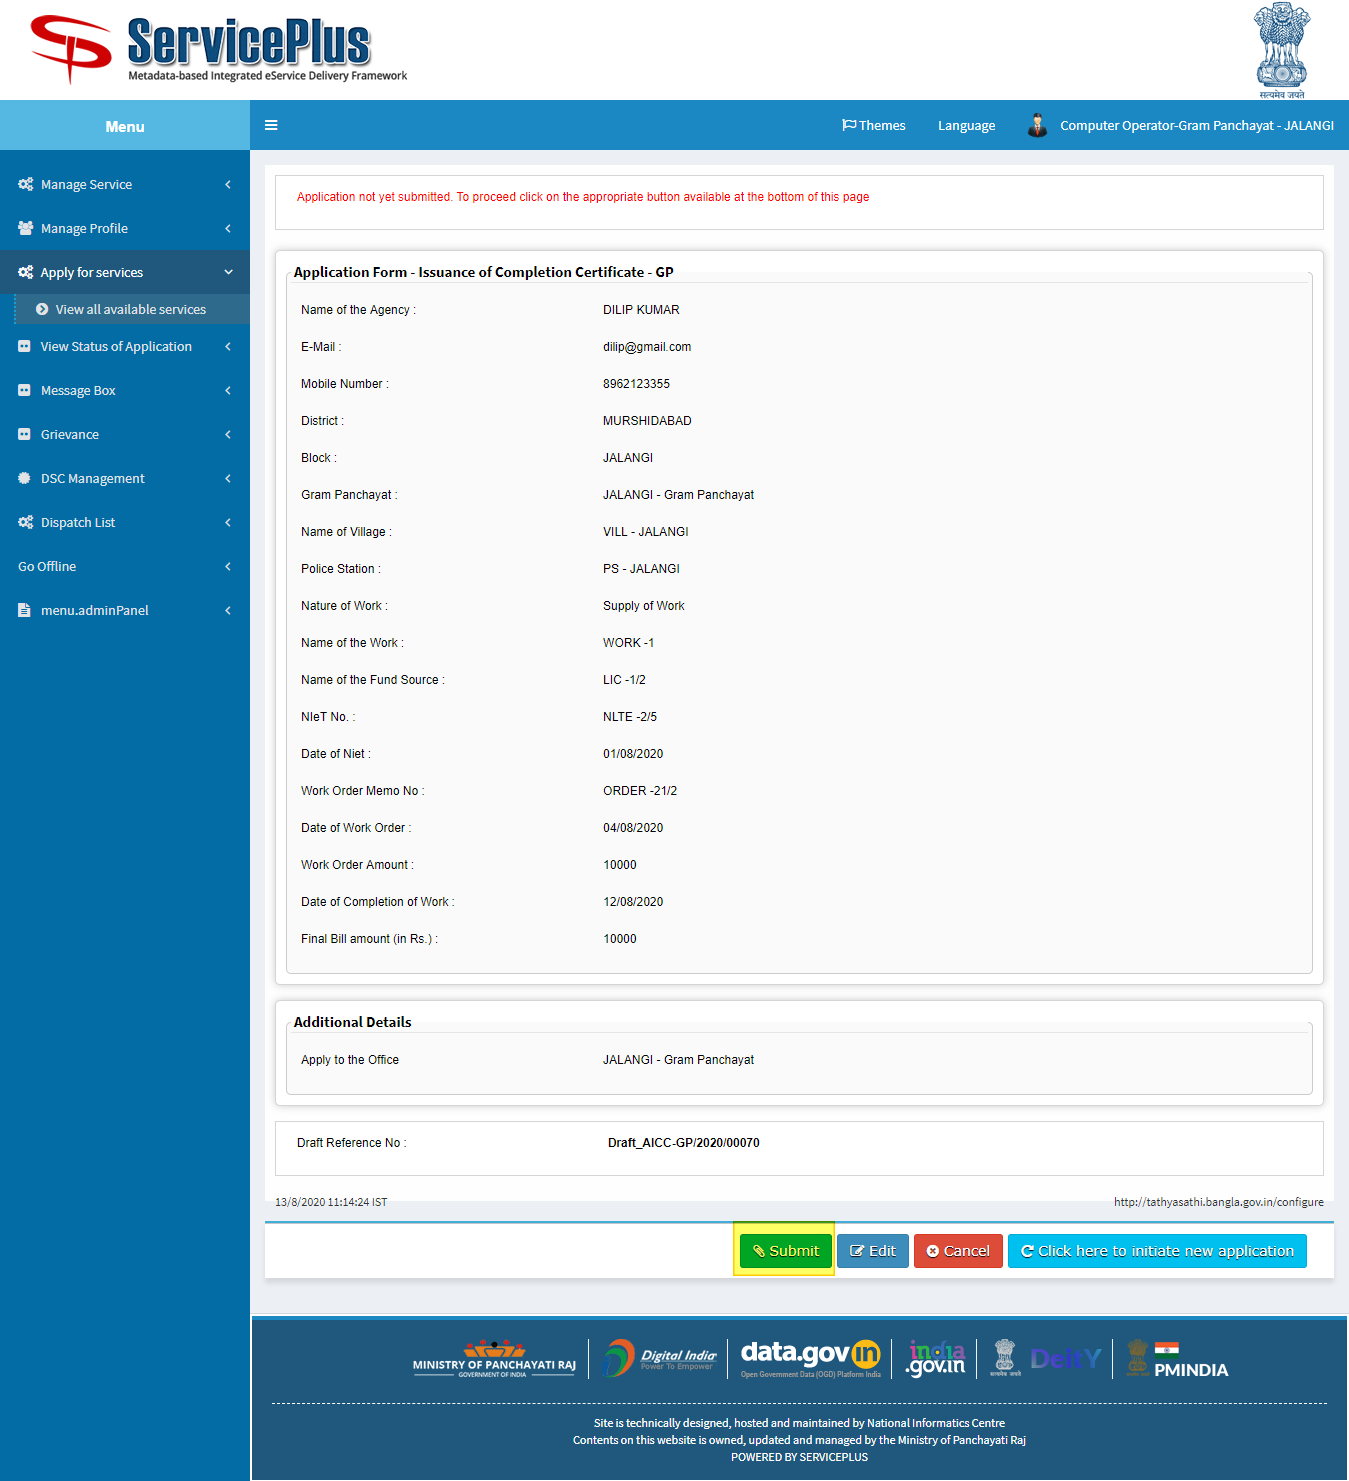 ServicePlus
Metadata-based Integrated eService Delivery Framework
सत्यमेव जयते
Menu
Themes
Language
Computer Operator-Gram Panchayat - JALANGI
Manage Service
Manage Profile
Apply for services
View all available services
View Status of Application
Message Box
Grievance
DSC Management
Dispatch List
Go Offline
menu.adminPanel
Application not yet submitted. To proceed click on the appropriate button available at the bottom of this page
Application Form - Issuance of Completion Certificate - GP
Name of the Agency : DILIP KUMAR
E-Mail : dilip@gmail.com
Mobile Number : 8962123355
District : MURSHIDABAD
Block : JALANGI
Gram Panchayat : JALANGI - Gram Panchayat
Name of Village : VILL - JALANGI
Police Station : PS - JALANGI
Nature of Work : Supply of Work
Name of the Work : WORK -1
Name of the Fund Source : LIC -1/2
NIeT No. : NLTE -2/5
Date of Niet : 01/08/2020
Work Order Memo No : ORDER -21/2
Date of Work Order : 04/08/2020
Work Order Amount : 10000
Date of Completion of Work : 12/08/2020
Final Bill amount (in Rs.) : 10000
Additional Details
Apply to the Office JALANGI - Gram Panchayat
Draft Reference No : Draft_AICC-GP/2020/00070
13/8/2020 11:14:24 IST http://tathyasathi.bangla.gov.in/configure
Submit Edit Cancel Click here to initiate new application
MINISTRY OF PANCHAYATI RAJ
GOVERNMENT OF INDIA
Digital India
Power To Empower
data.gov in
Open Government Data (OGD) Platform India
india
.gov.in
सत्यमेव जयते
DeitY
PMINDIA
Site is technically designed, hosted and maintained by National Informatics Centre
Contents on this website is owned, updated and managed by the Ministry of Panchayati Raj
POWERED BY SERVICEPLUS